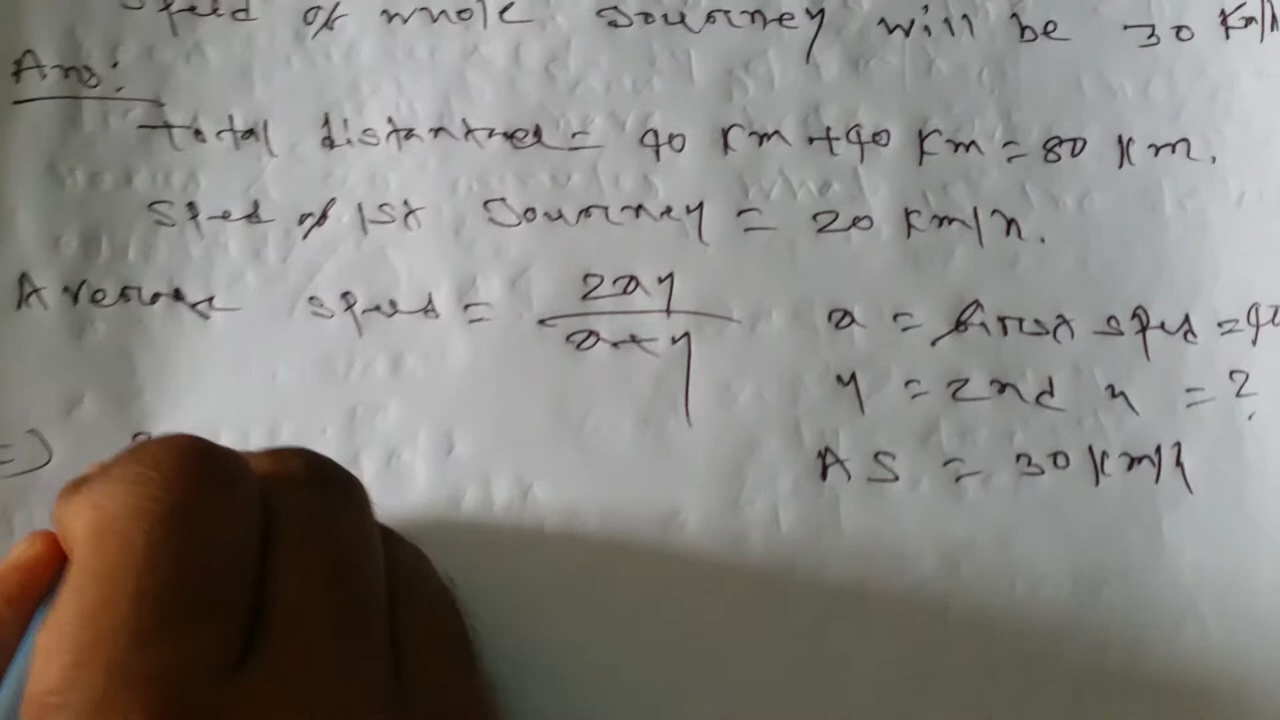 speed of whole Journey will be 30 Km/h
Ans:
Total distance = 40 Km + 40 Km = 80 Km.
Speed of 1st Journey = 20 Km/h.
Average speed = 2xy / x+y
x = first speed =
y = 2nd " = ?
AS = 30 Km/h
=)